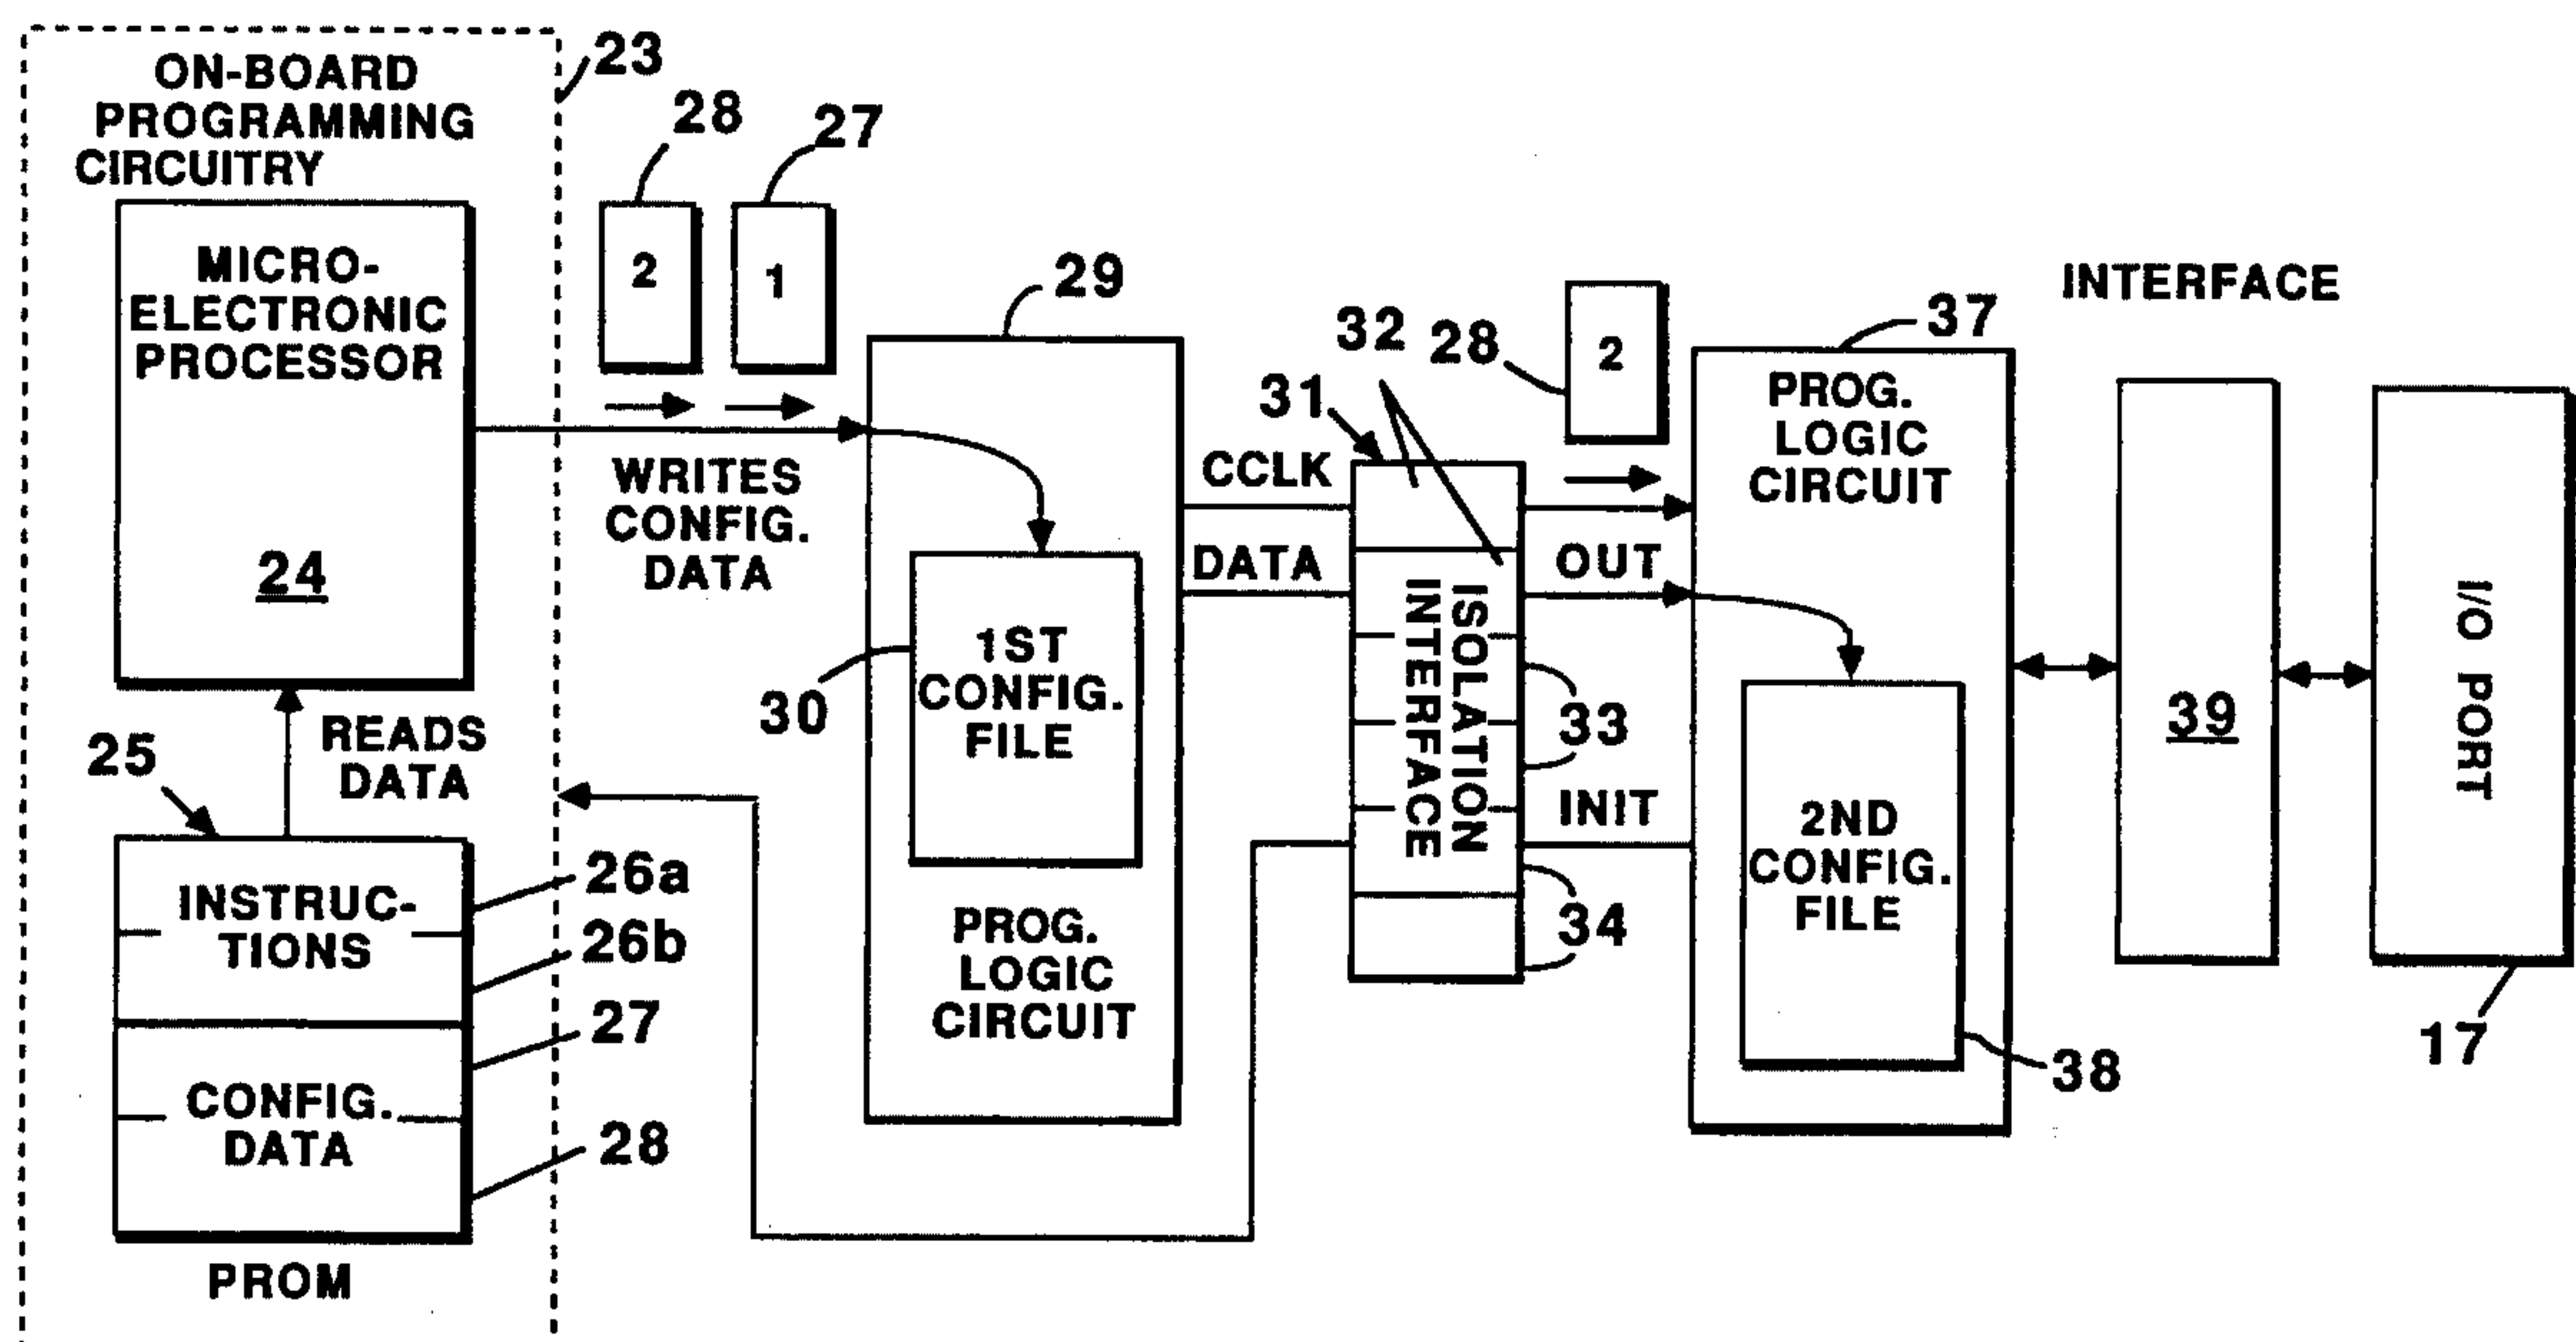 ON-BOARD
PROGRAMMING
CIRCUITRY
23
MICRO-
ELECTRONIC
PROCESSOR
24
READS
DATA
25
INSTRUC-
TIONS
26a
26b
CONFIG.
DATA
27
28
PROM
28
27
2
1
WRITES
CONFIG.
DATA
29
1ST
CONFIG.
FILE
30
PROG.
LOGIC
CIRCUIT
CCLK
DATA
31
32
ISOLATION
INTERFACE
33
34
28
2
OUT
INIT
37
PROG.
LOGIC
CIRCUIT
2ND
CONFIG.
FILE
38
INTERFACE
39
I/O PORT
17